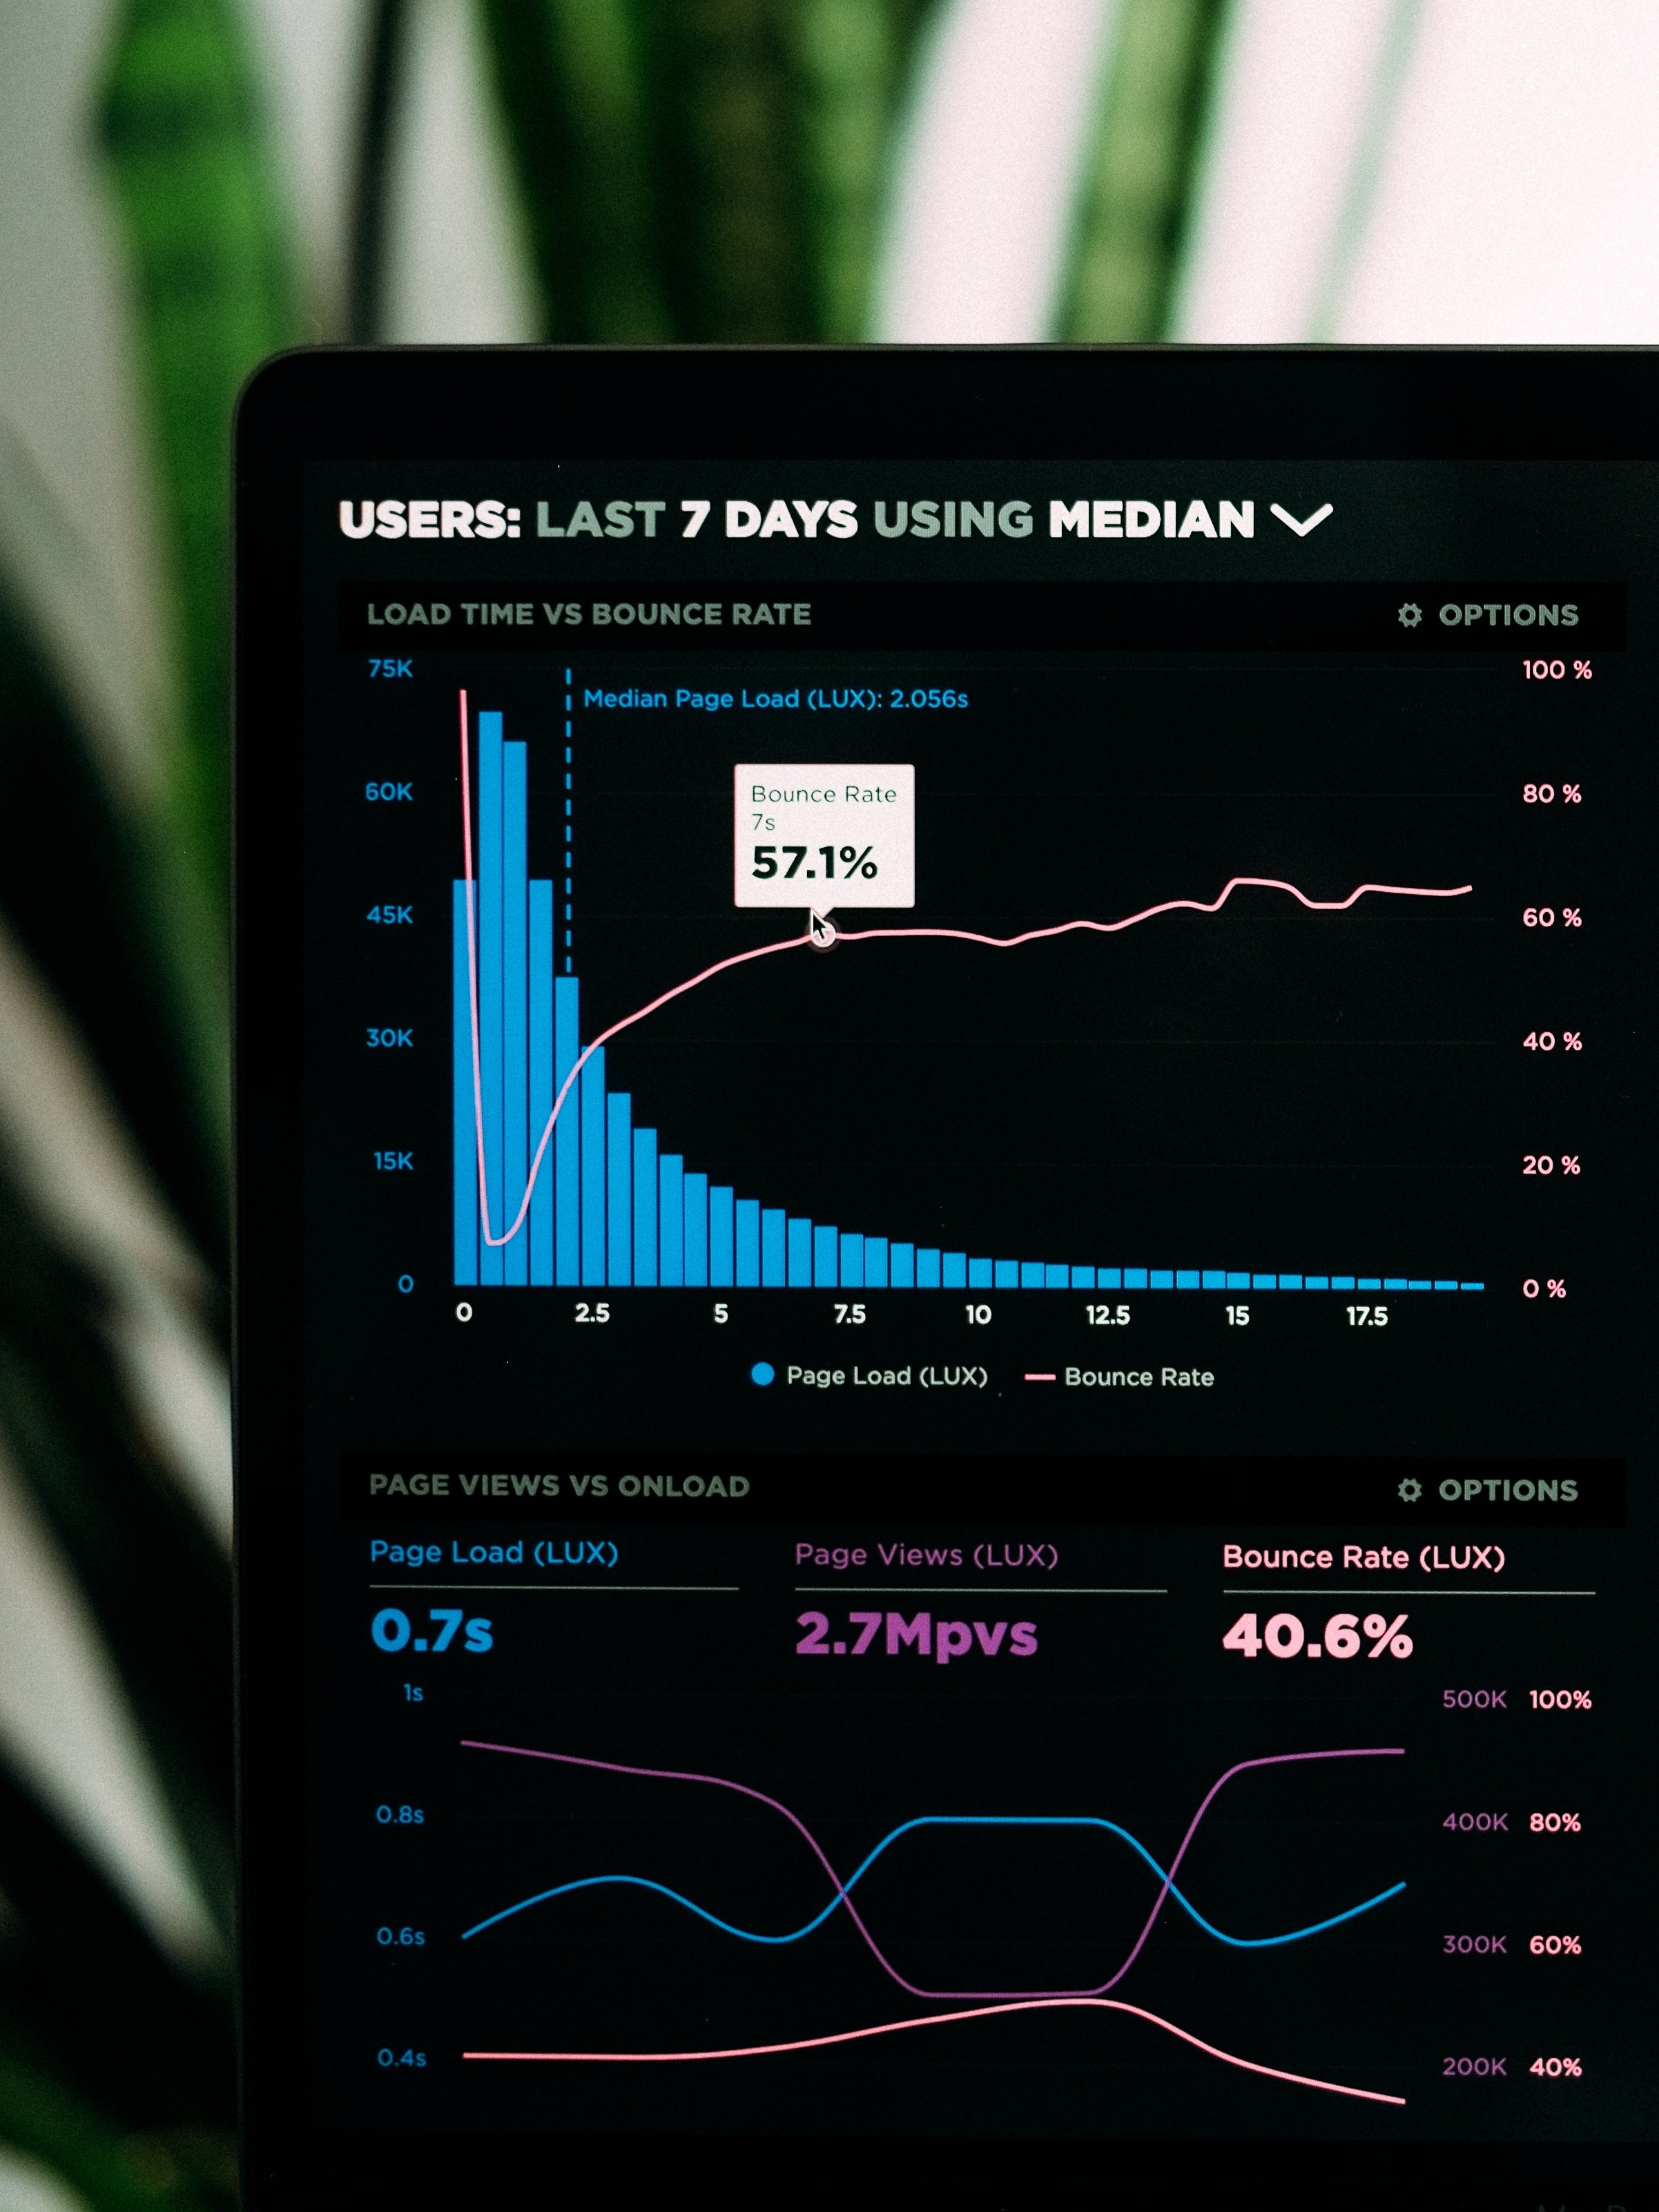 USERS: LAST 7 DAYS USING MEDIAN
LOAD TIME VS BOUNCE RATE
OPTIONS
75K
100 %
Median Page Load (LUX): 2.056s
60K
80 %
Bounce Rate
7s
57.1%
45K
60 %
30K
40 %
15K
20 %
0
0 %
0 2.5 5 7.5 10 12.5 15 17.5
Page Load (LUX) Bounce Rate
PAGE VIEWS VS ONLOAD
OPTIONS
Page Load (LUX)
0.7s
Page Views (LUX)
2.7Mpvs
Bounce Rate (LUX)
40.6%
1s
500K 100%
0.8s
400K 80%
0.6s
300K 60%
0.4s
200K 40%